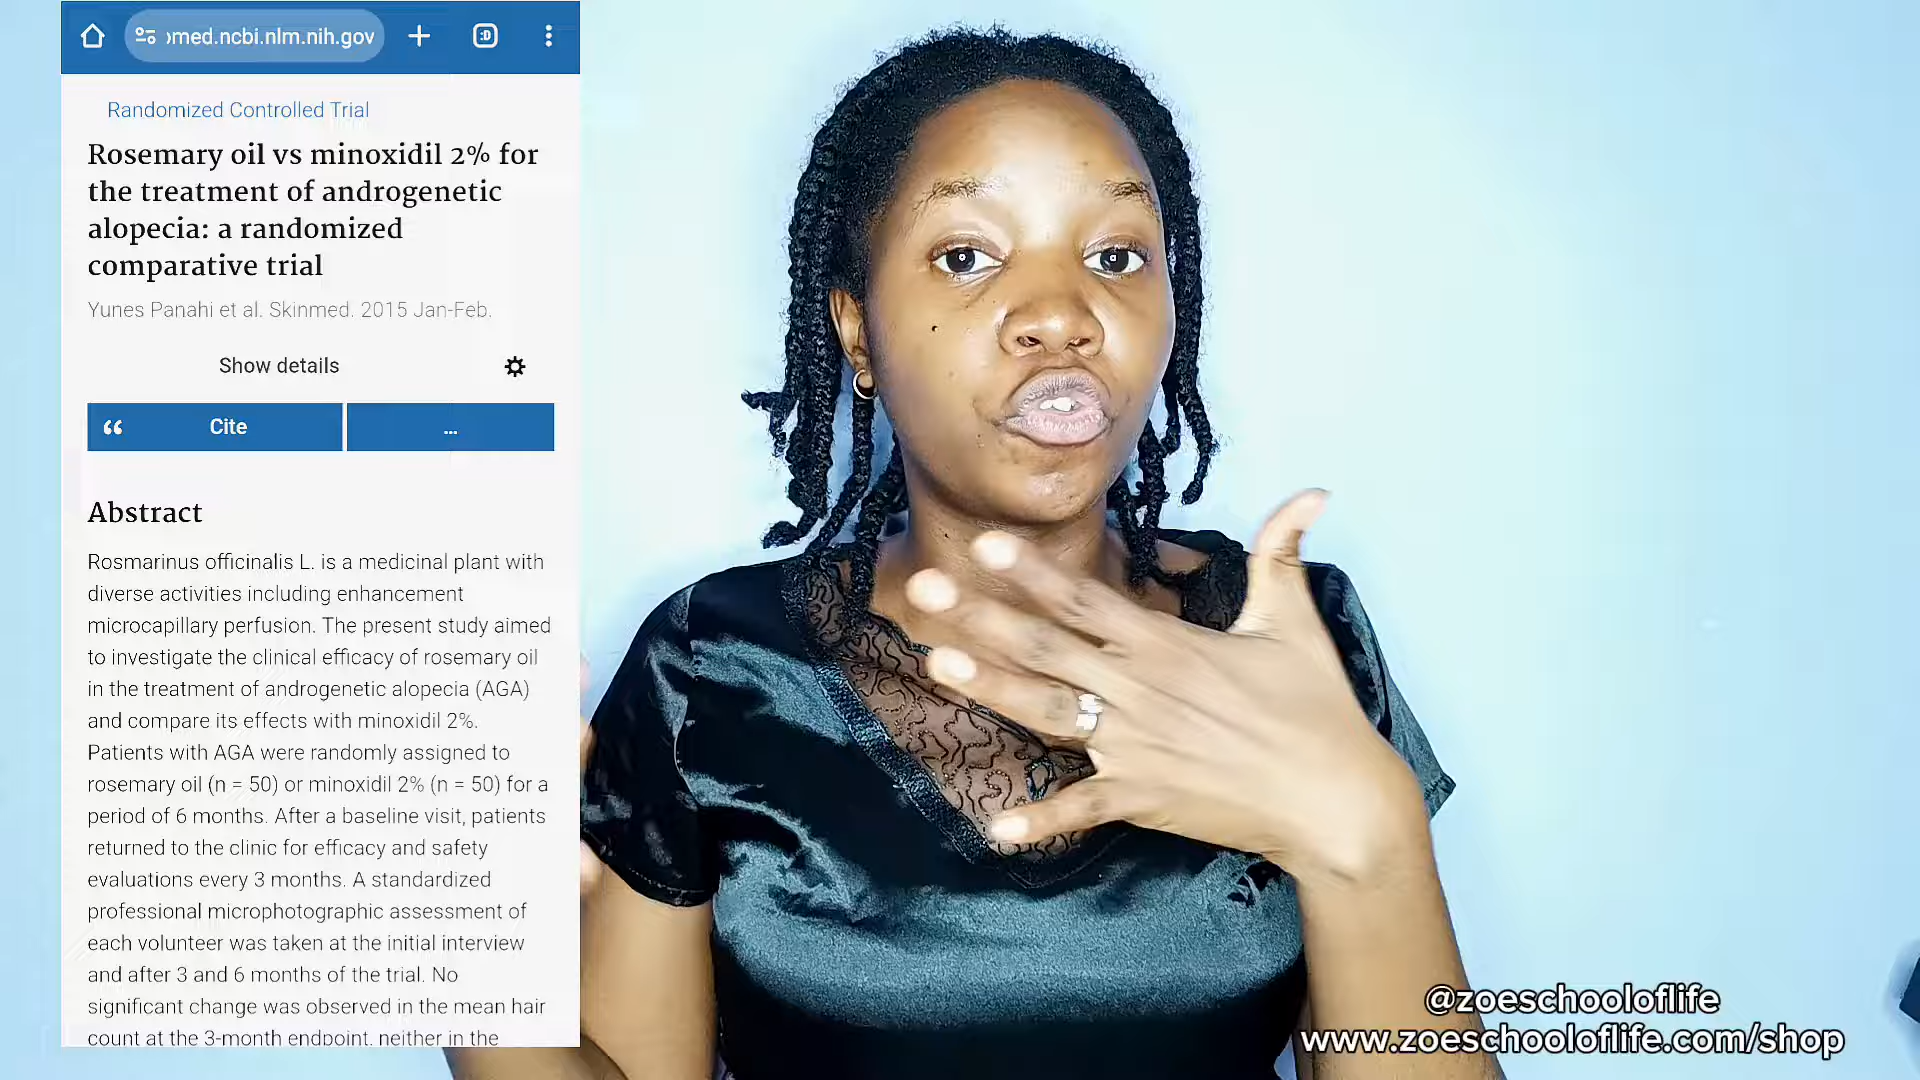 omed.ncbi.nlm.nih.gov
:D
Randomized Controlled Trial
Rosemary oil vs minoxidil 2% for
the treatment of androgenetic
alopecia: a randomized
comparative trial
Yunes Panahi et al. Skinmed. 2015 Jan-Feb.
Show details
“ Cite
...
Abstract
Rosmarinus officinalis L. is a medicinal plant with
diverse activities including enhancement
microcapillary perfusion. The present study aimed
to investigate the clinical efficacy of rosemary oil
in the treatment of androgenetic alopecia (AGA)
and compare its effects with minoxidil 2%.
Patients with AGA were randomly assigned to
rosemary oil (n = 50) or minoxidil 2% (n = 50) for a
period of 6 months. After a baseline visit, patients
returned to the clinic for efficacy and safety
evaluations every 3 months. A standardized
professional microphotographic assessment of
each volunteer was taken at the initial interview
and after 3 and 6 months of the trial. No
significant change was observed in the mean hair
count at the 3-month endpoint, neither in the
@zoeschooloflife
www.zoeschooloflife.com/shop